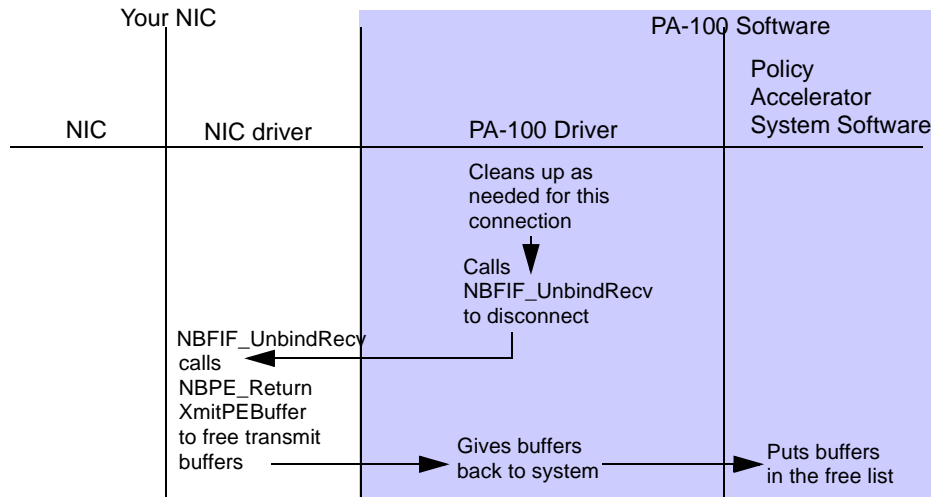 Your NIC
PA-100 Software
Policy
Accelerator
System Software
NIC
NIC driver
PA-100 Driver
Cleans up as
needed for this
connection
Calls
NBFIF_UnbindRecv
to disconnect
NBFIF_UnbindRecv
calls
NBPE_Return
XmitPEBuffer
to free transmit
buffers
Gives buffers
back to system
Puts buffers
in the free list